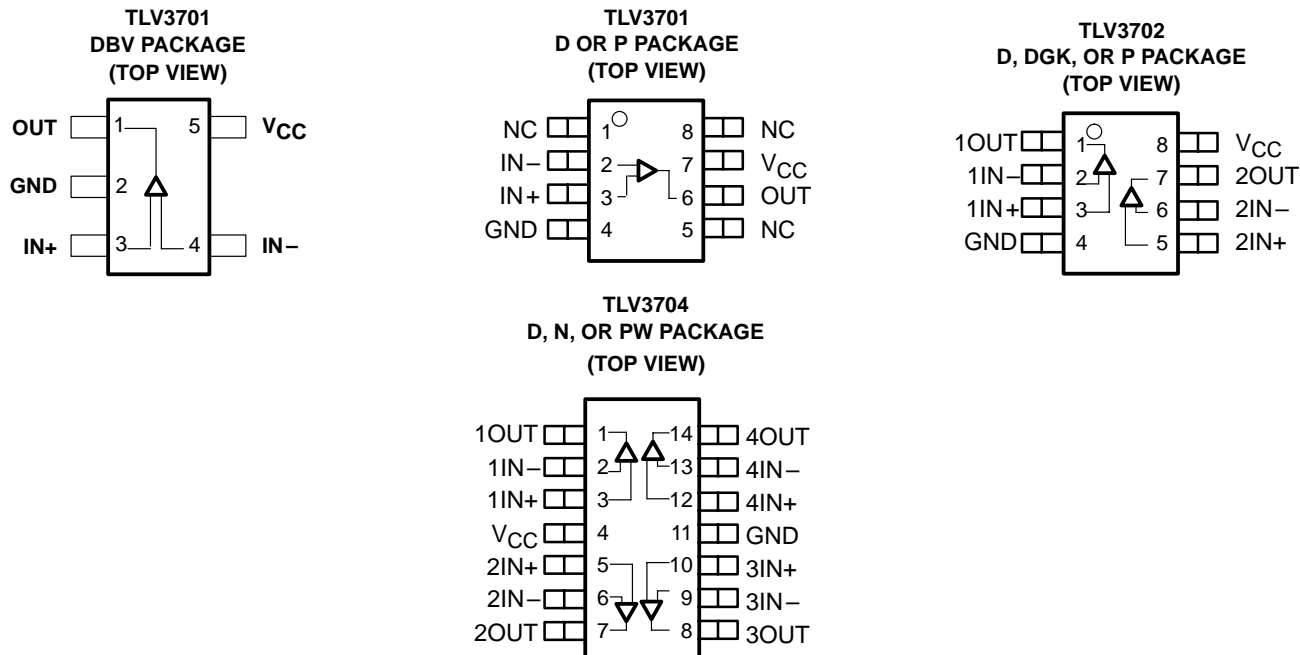 TLV3701
DBV PACKAGE
(TOP VIEW)
OUT 1 5 VCC
GND 2
IN+ 3 4 IN−
TLV3701
D OR P PACKAGE
(TOP VIEW)
NC 1 8 NC
IN− 2 7 VCC
IN+ 3 6 OUT
GND 4 5 NC
TLV3702
D, DGK, OR P PACKAGE
(TOP VIEW)
1OUT 1 8 VCC
1IN− 2 7 2OUT
1IN+ 3 6 2IN−
GND 4 5 2IN+
TLV3704
D, N, OR PW PACKAGE
(TOP VIEW)
1OUT 1 14 4OUT
1IN− 2 13 4IN−
1IN+ 3 12 4IN+
VCC 4 11 GND
2IN+ 5 10 3IN+
2IN− 6 9 3IN−
2OUT 7 8 3OUT